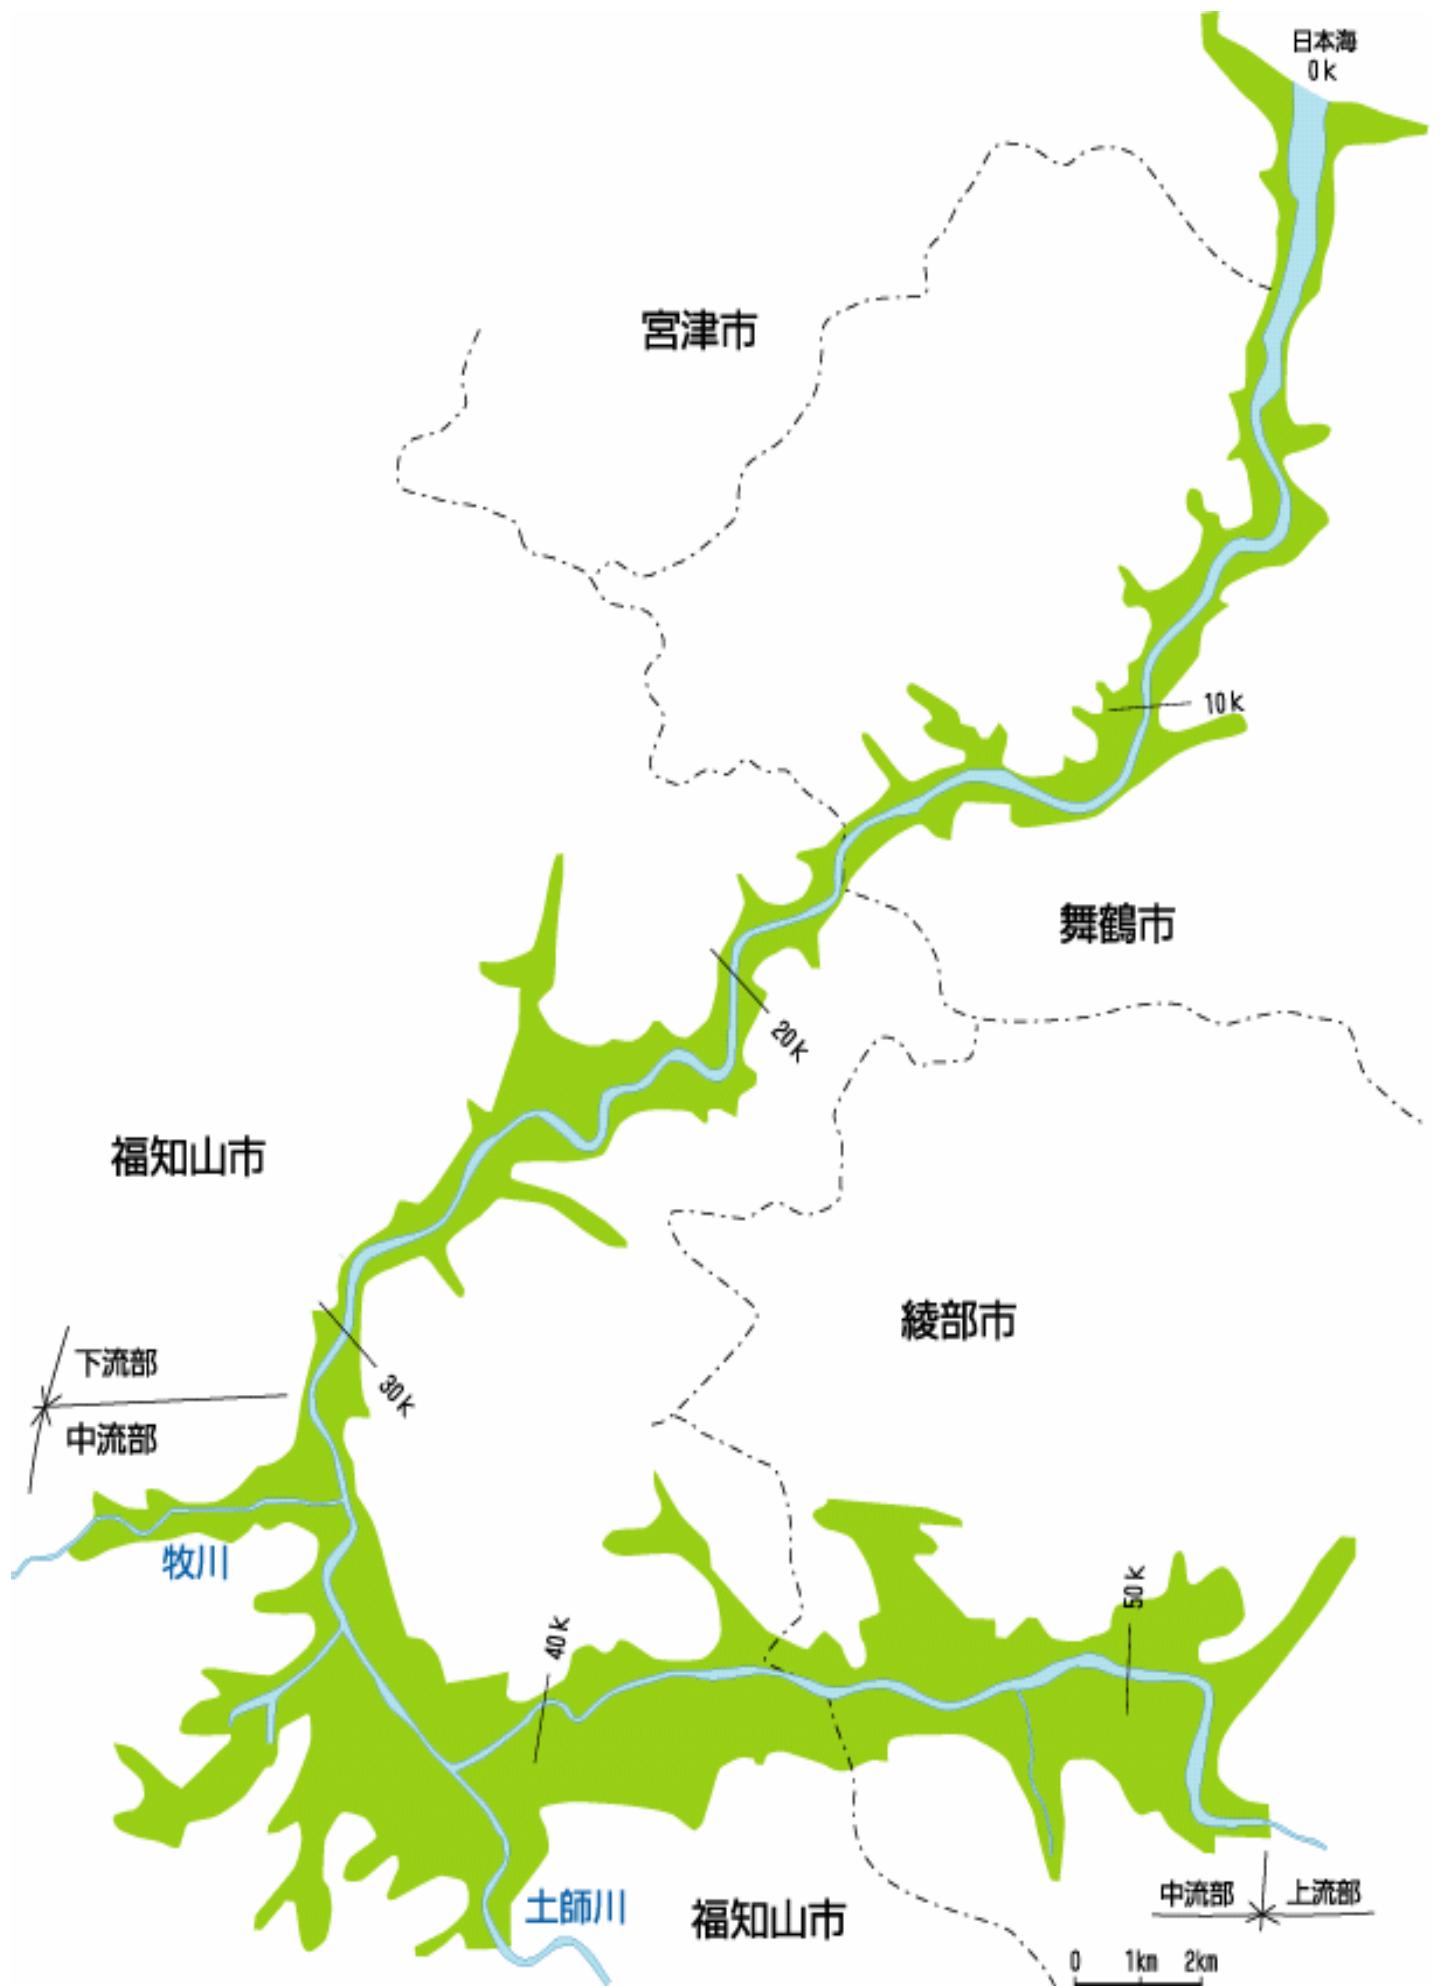 日本海
0k
宮津市
10k
舞鶴市
20k
福知山市
綾部市
下流部
30k
中流部
牧川
50k
40k
中流部
上流部
土師川
福知山市
0 1km 2km